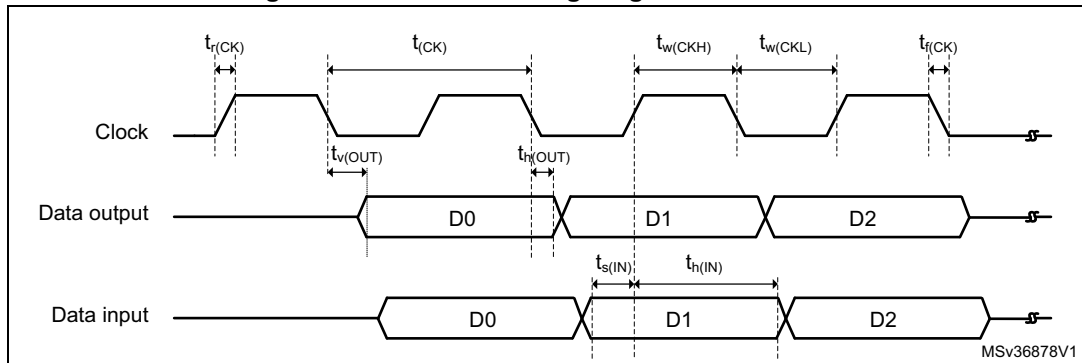 t_r(CK) t_(CK) t_w(CKH) t_w(CKL) t_f(CK)
Clock
t_v(OUT) t_h(OUT)
Data output D0 D1 D2
t_s(IN) t_h(IN)
Data input D0 D1 D2
MSv36878V1